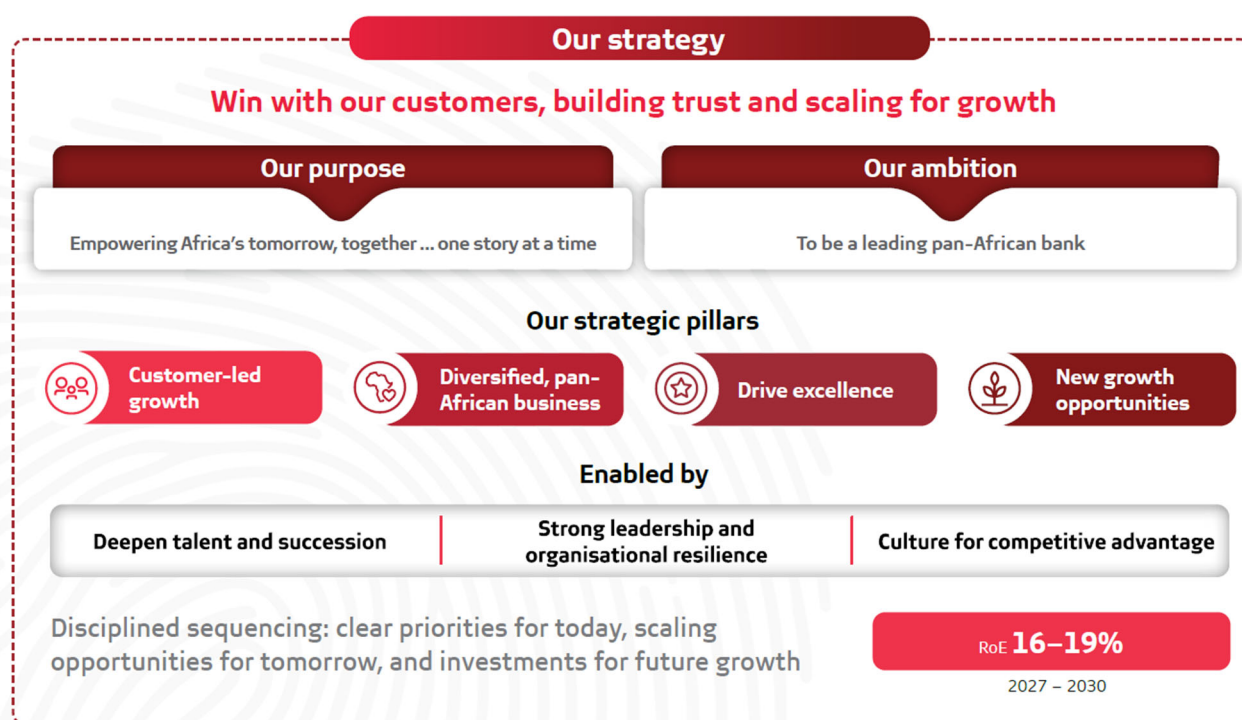 Our strategy
Win with our customers, building trust and scaling for growth
Our purpose
Our ambition
Empowering Africa's tomorrow, together ... one story at a time
To be a leading pan-African bank
Our strategic pillars
Customer-led
growth
Diversified, pan-
African business
Drive excellence
New growth
opportunities
Enabled by
Deepen talent and succession
Strong leadership and
organisational resilience
Culture for competitive advantage
Disciplined sequencing: clear priorities for today, scaling
opportunities for tomorrow, and investments for future growth
RoE 16–19%
2027 – 2030